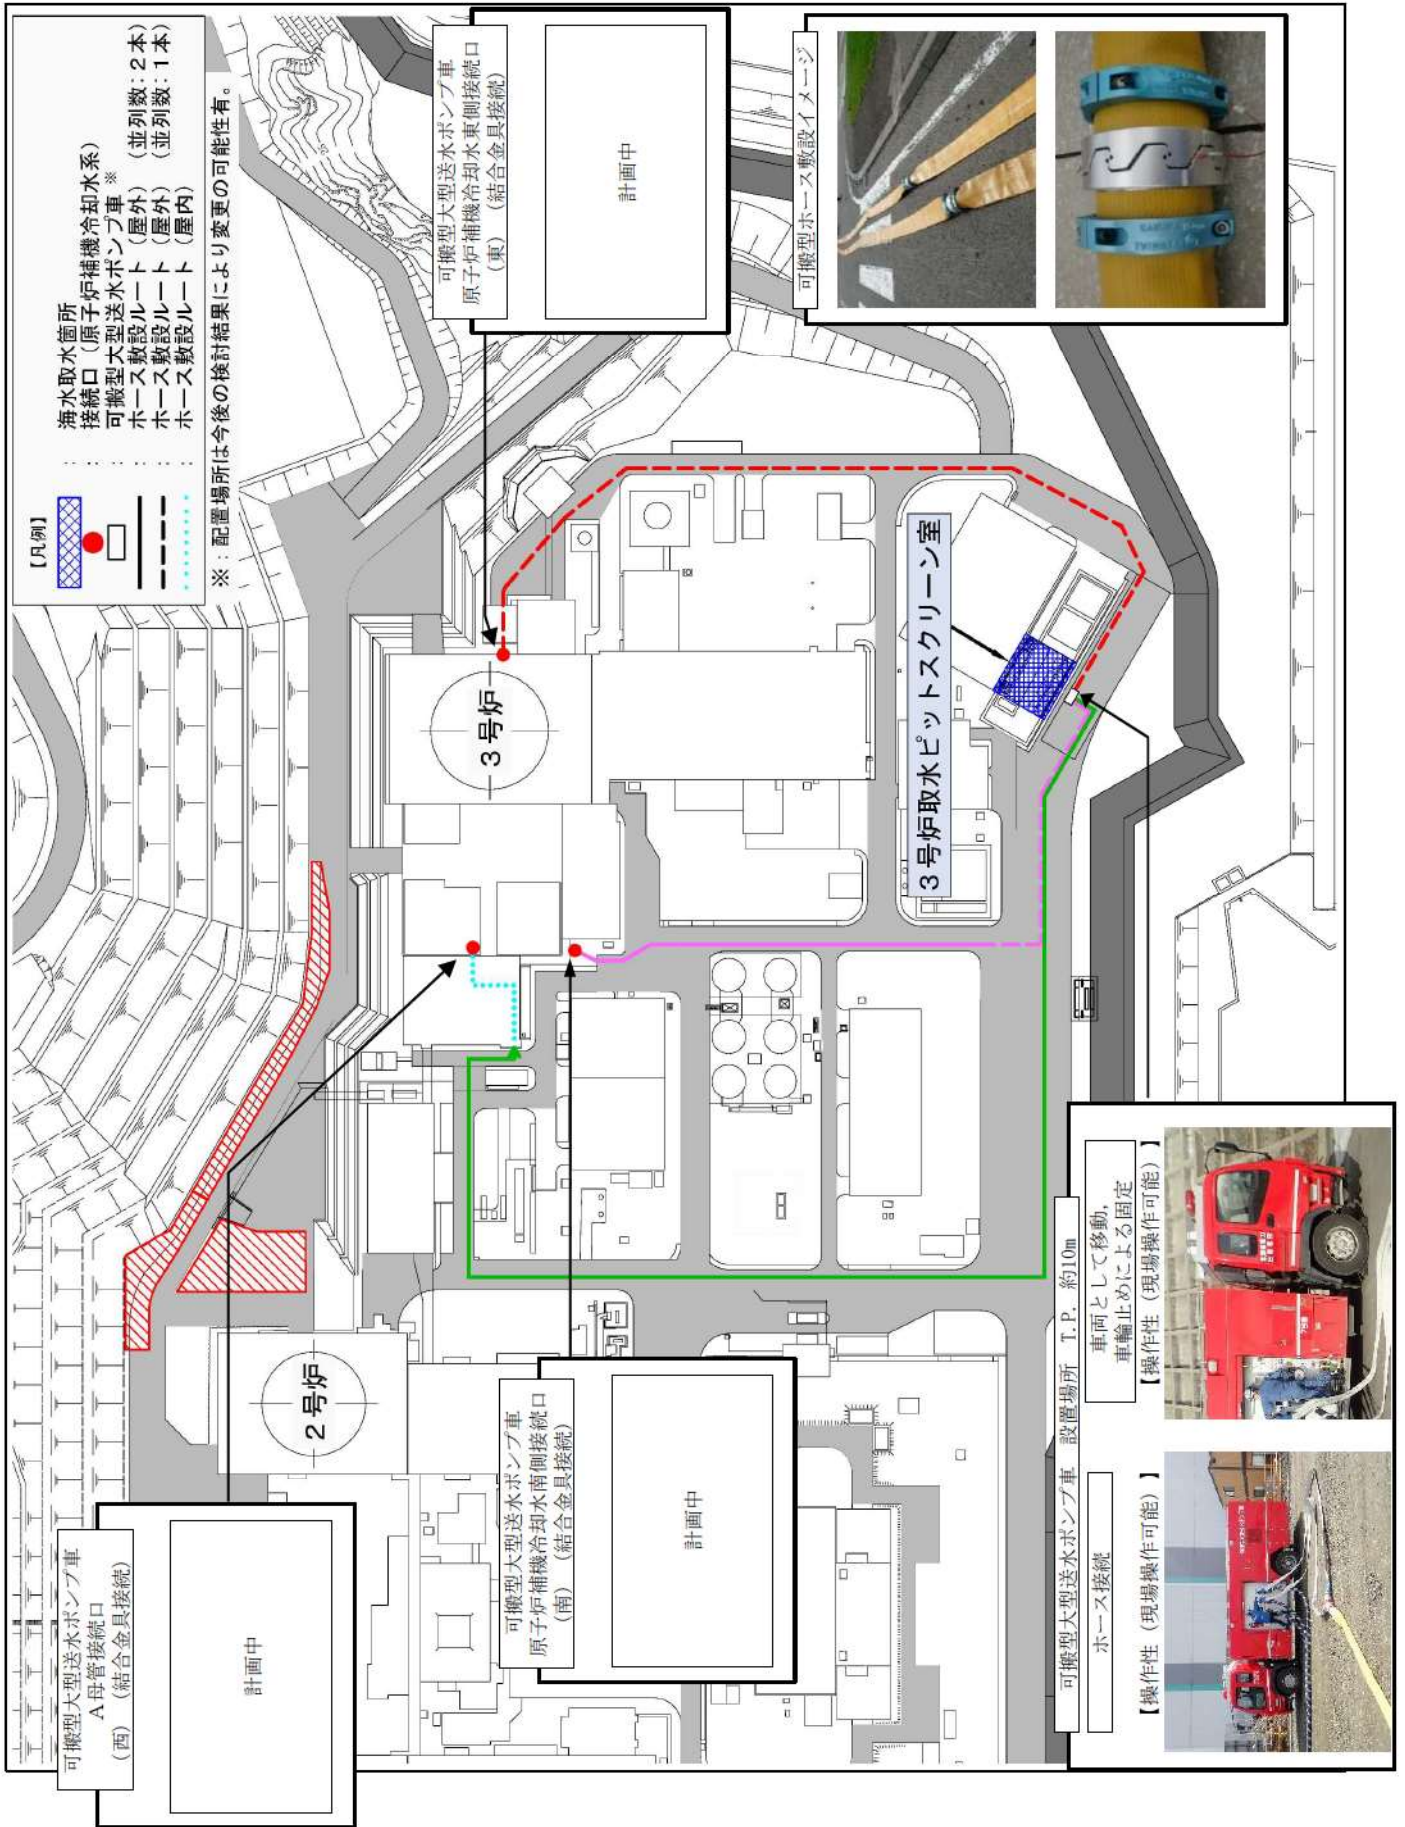 【凡例】
： 海水取水箇所
： 接続口（原子炉補機冷却水系）
： 可搬型大型送水ポンプ車※
： ホース敷設ルート（屋外）（並列数：２本）
： ホース敷設ルート（屋外）（並列数：１本）
： ホース敷設ルート（屋内）
※：配置場所は今後の検討結果により変更の可能性有。
可搬型大型送水ポンプ車
原子炉補機冷却水東側接続口
（東）（結合金具接続）
計画中
可搬型ホース敷設イメージ
３号炉
３号炉取水ピットスクリーン室
２号炉
可搬型大型送水ポンプ車
Ａ母管接続口
（西）（結合金具接続）
計画中
可搬型大型送水ポンプ車
原子炉補機冷却水南側接続口
（南）（結合金具接続）
計画中
可搬型大型送水ポンプ車 設置場所 T.P. 約10m
ホース接続
【操作性（現場操作可能）】
車両として移動，
車輪止めによる固定
【操作性（現場操作可能）】